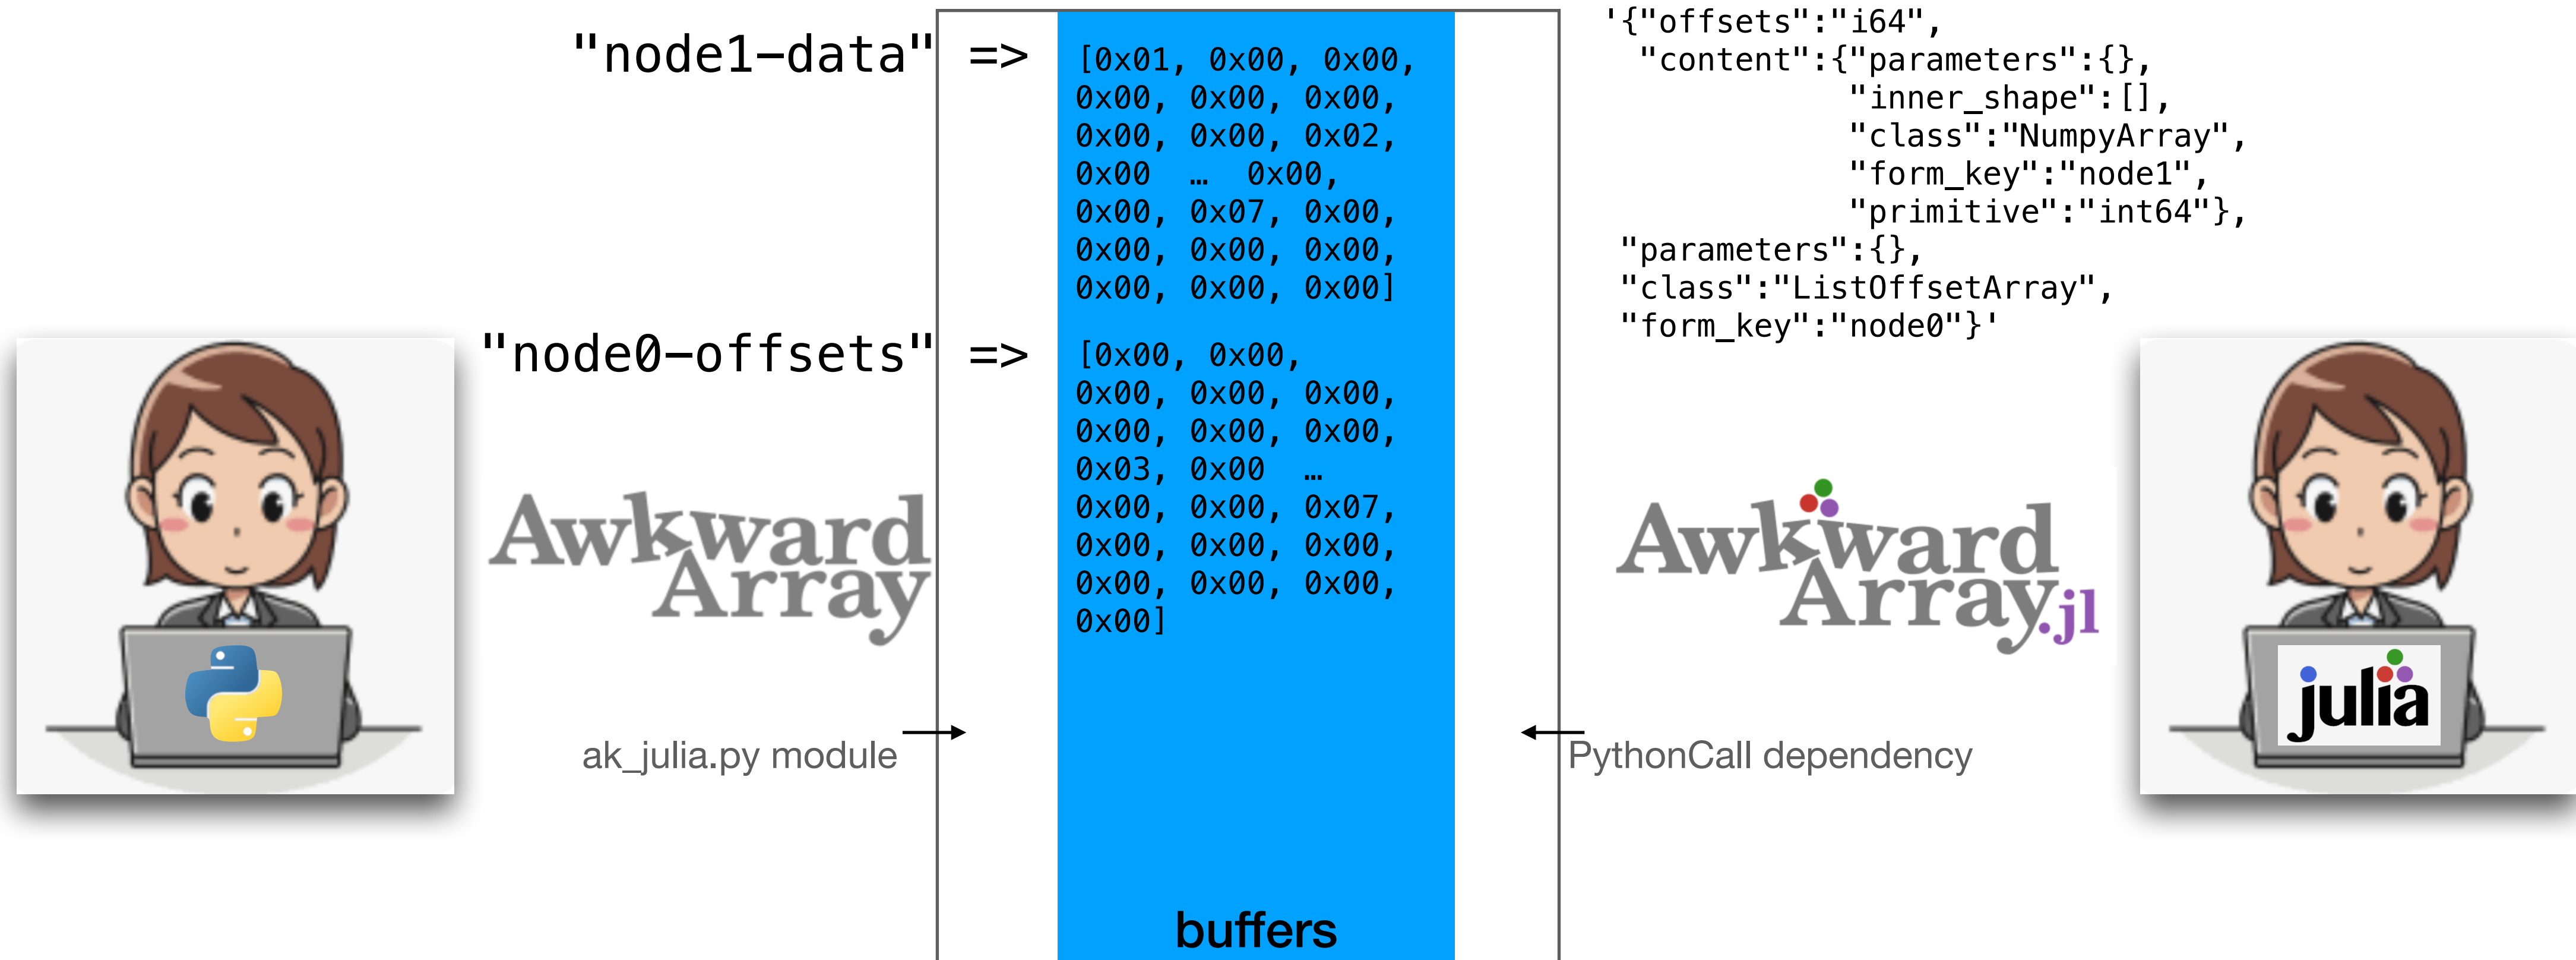 "node1-data" =>
[0x01, 0x00, 0x00,
0x00, 0x00, 0x00,
0x00, 0x00, 0x02,
0x00 … 0x00,
0x00, 0x07, 0x00,
0x00, 0x00, 0x00,
0x00, 0x00, 0x00]
"node0-offsets" =>
[0x00, 0x00,
0x00, 0x00, 0x00,
0x00, 0x00, 0x00,
0x03, 0x00 …
0x00, 0x00, 0x07,
0x00, 0x00, 0x00,
0x00, 0x00, 0x00,
0x00]
buffers
'{"offsets":"i64",
"content":{"parameters":{},
"inner_shape":[],
"class":"NumpyArray",
"form_key":"node1",
"primitive":"int64"},
"parameters":{},
"class":"ListOffsetArray",
"form_key":"node0"}'
Awkward
Array
ak_julia.py module
Awkward
Array.jl
PythonCall dependency
julia